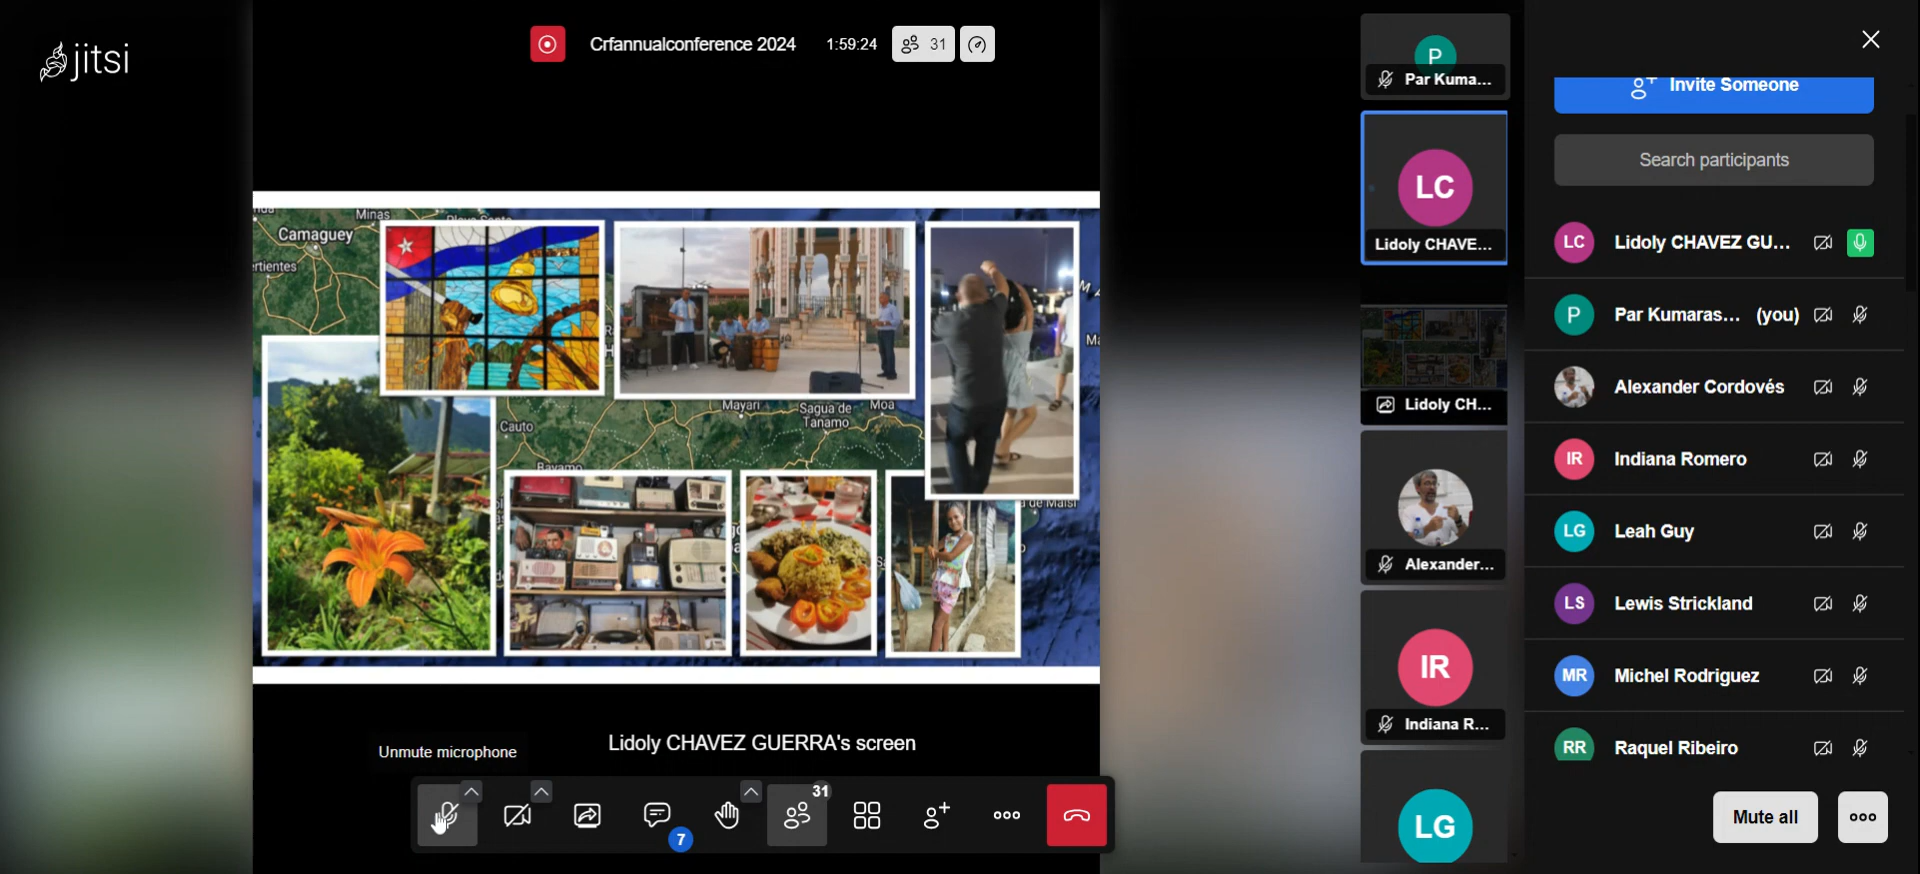 jitsi
Crfannualconference 2024
1:59:24
31
Minas
Camaguey
Cauto
Bayamo
Mayari
Sagua de
Tanamo
Moa
Lidoly CHAVEZ GUERRA's screen
Unmute microphone
31
7
P
Par Kuma...
LC
Lidoly CHAVE...
Lidoly CH...
Alexander...
IR
Indiana R...
LG
Invite Someone
Search participants
LC Lidoly CHAVEZ GU...
P Par Kumaras... (you)
Alexander Cordovés
IR Indiana Romero
LG Leah Guy
LS Lewis Strickland
MR Michel Rodriguez
RR Raquel Ribeiro
Mute all